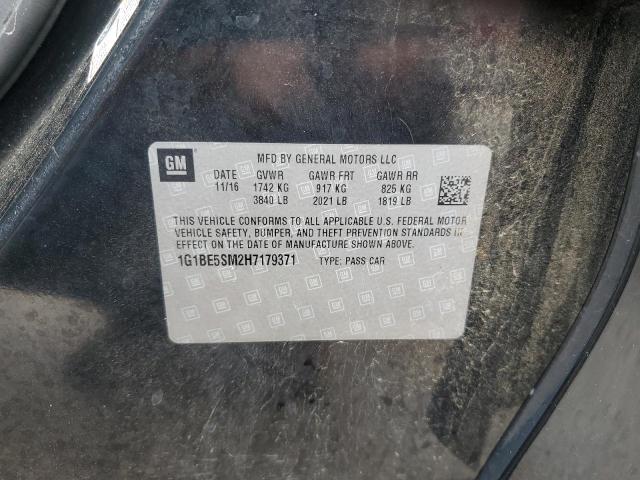 GM
MFD BY GENERAL MOTORS LLC
DATE GVWR GAWR FRT GAWR RR
11/16 1742 KG 917 KG 825 KG
3840 LB 2021 LB 1819 LB
THIS VEHICLE CONFORMS TO ALL APPLICABLE U.S. FEDERAL MOTOR
VEHICLE SAFETY, BUMPER, AND THEFT PREVENTION STANDARDS IN
EFFECT ON THE DATE OF MANUFACTURE SHOWN ABOVE.
1G1BE5SM2H7179371 TYPE: PASS CAR